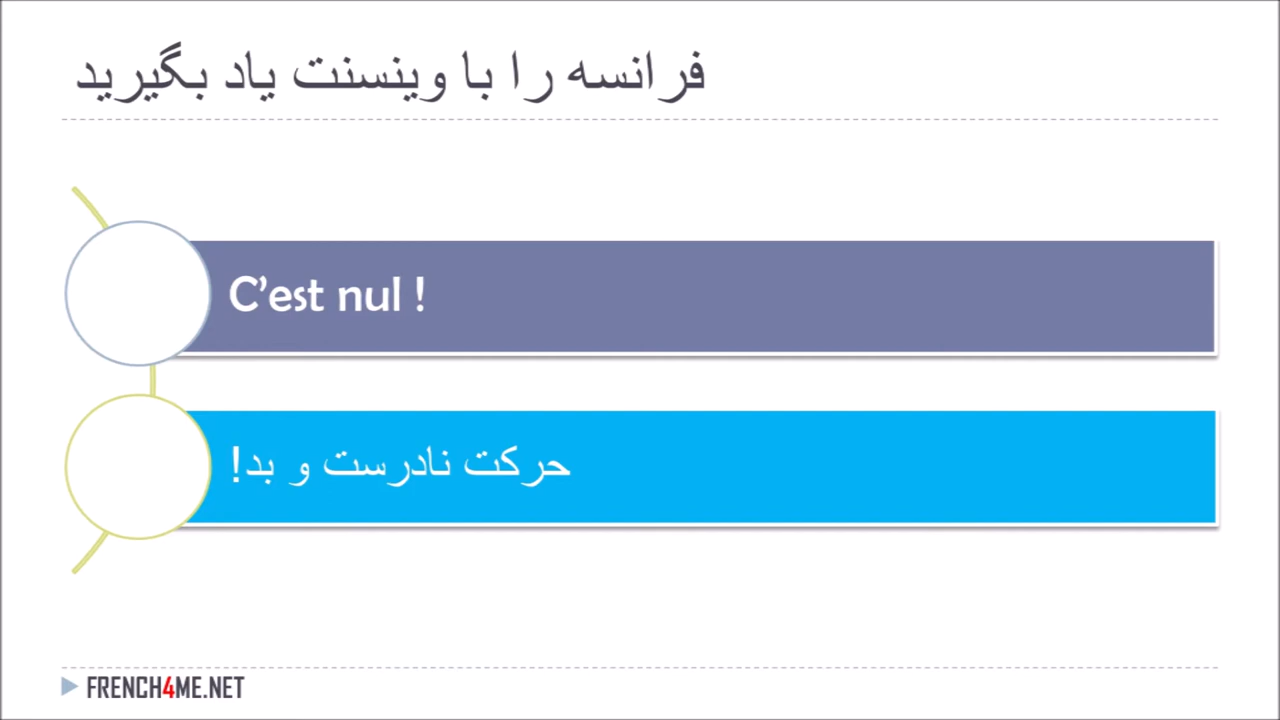 فرانسه را با وینسنت یاد بگیرید
C’est nul !
حرکت نادرست و بد!
FRENCH4ME.NET